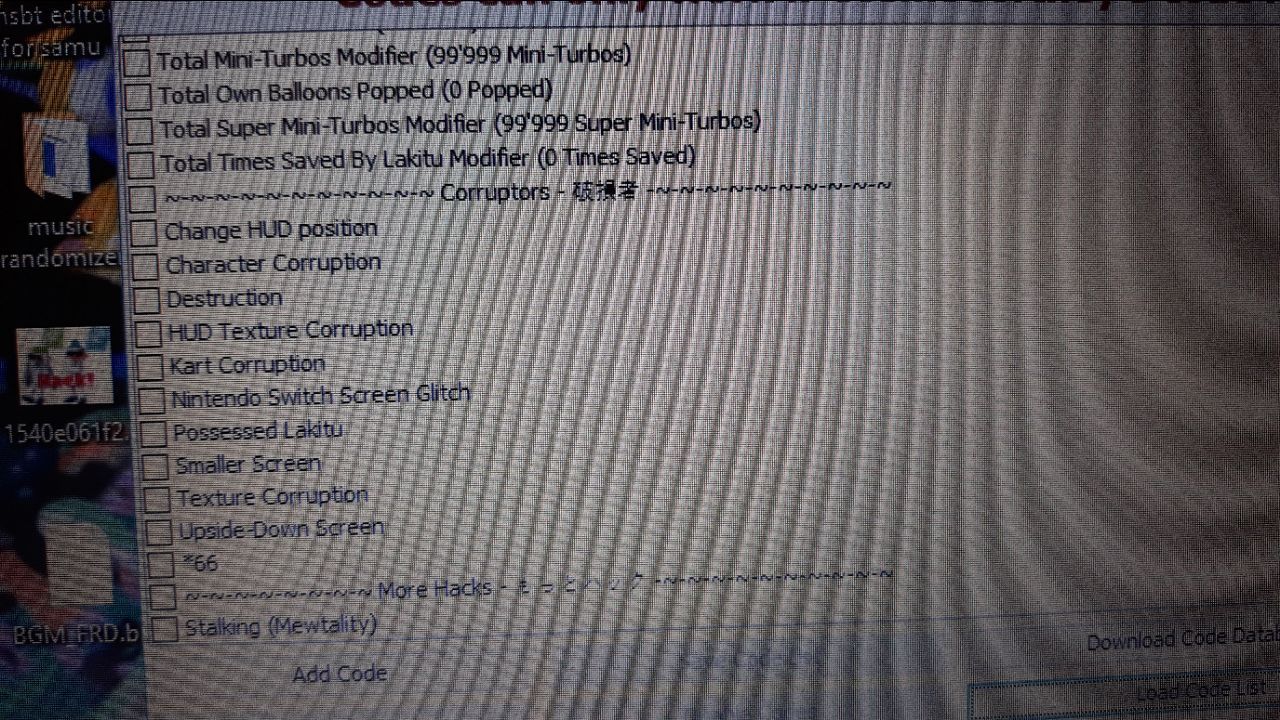 nsbt edito
for samu
music
randomize
1540e061f2.
BGM_FRD.b
Total Mini-Turbos Modifier (99'999 Mini-Turbos)
Total Own Balloons Popped (0 Popped)
Total Super Mini-Turbos Modifier (99'999 Super Mini-Turbos)
Total Times Saved By Lakitu Modifier (0 Times Saved)
~-~-~-~-~-~-~-~-~-~-~ Corruptors - 破損者 -~-~-~-~-~-~-~-~-~-~
Change HUD position
Character Corruption
Destruction
HUD Texture Corruption
Kart Corruption
Nintendo Switch Screen Glitch
Possessed Lakitu
Smaller Screen
Texture Corruption
Upside-Down Screen
*66
~-~-~-~-~-~-~-~ More Hacks - もっとハック -~-~-~-~-~-~-~-~-~-~
Stalking (Mewtality)
Add Code
Download Code Data
Load Code List